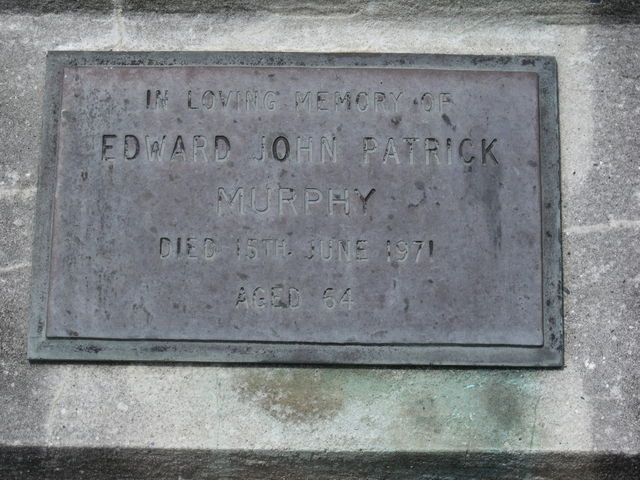 IN LOVING MEMORY OF
EDWARD JOHN PATRICK
MURPHY
DIED 15TH JUNE 1971
AGED 64